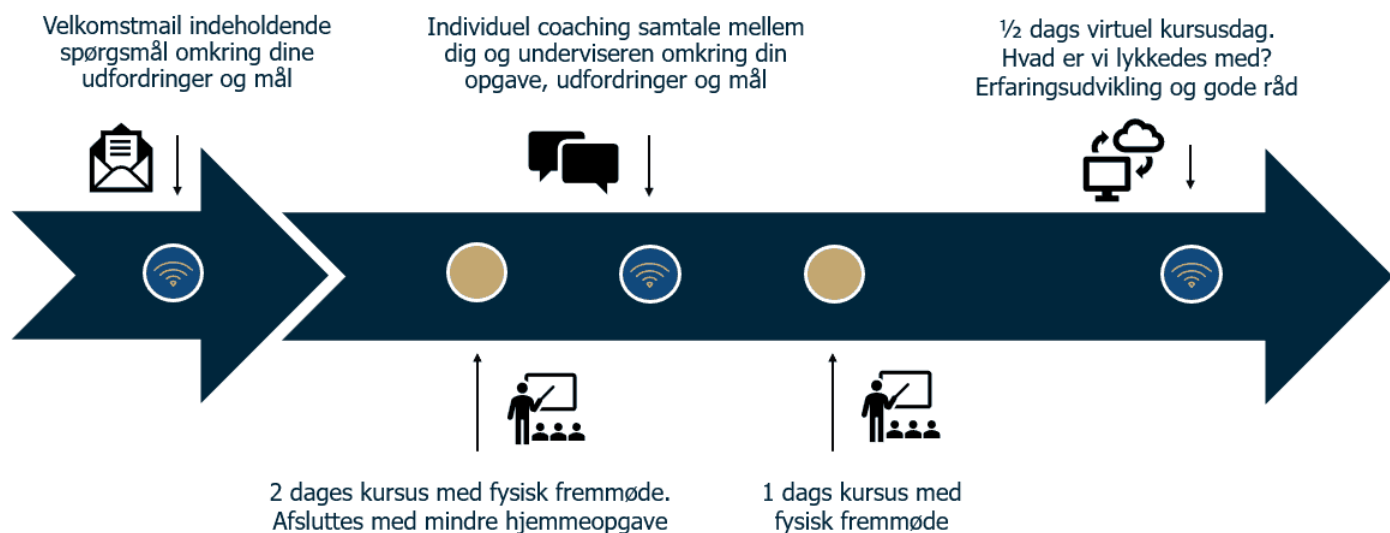 Velkomstmail indeholdende
spørgsmål omkring dine
udfordringer og mål
Individuel coaching samtale mellem
dig og underviseren omkring din
opgave, udfordringer og mål
½ dags virtuel kursusdag.
Hvad er vi lykkedes med?
Erfaringsudvikling og gode råd
2 dages kursus med fysisk fremmøde.
Afsluttes med mindre hjemmeopgave
1 dags kursus med
fysisk fremmøde